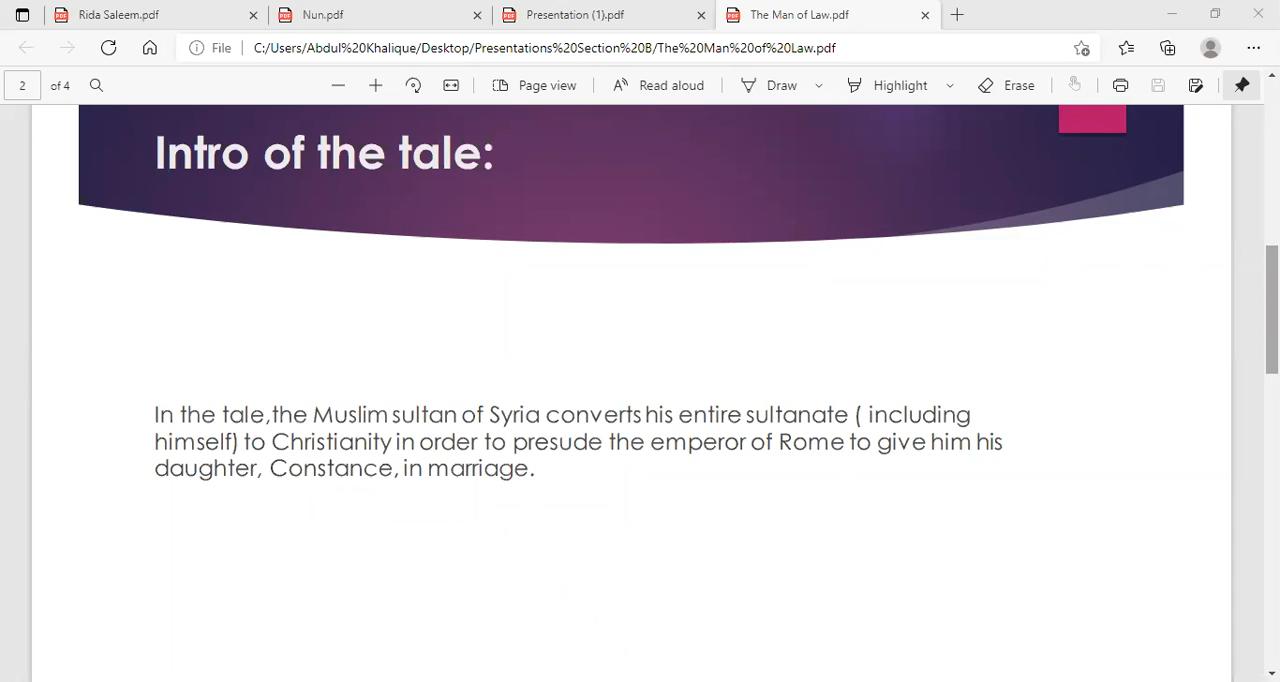 Rida Saleem.pdf
Nun.pdf
Presentation (1).pdf
The Man of Law.pdf
File
C:/Users/Abdul%20Khalique/Desktop/Presentations%20Section%20B/The%20Man%20of%20Law.pdf
2 of 4
Page view
Read aloud
Draw
Highlight
Erase
Intro of the tale:
In the tale,the Muslim sultan of Syria converts his entire sultanate ( including
himself) to Christianity in order to presude the emperor of Rome to give him his
daughter, Constance, in marriage.